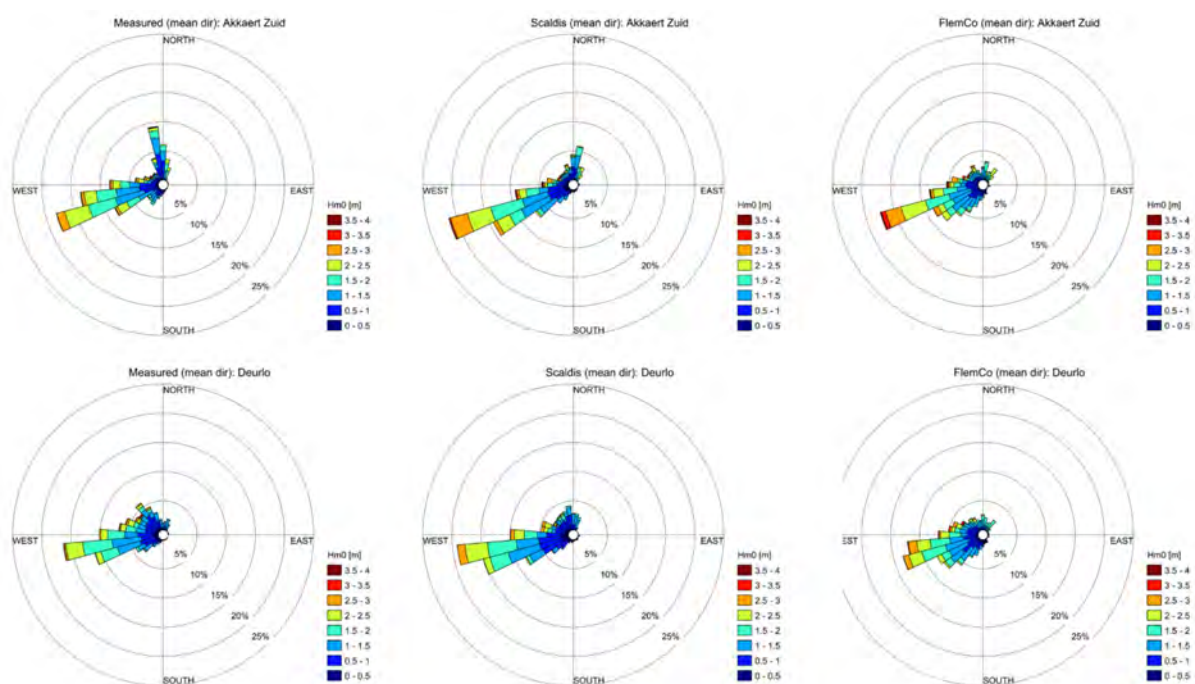 Measured (mean dir): Akkaert Zuid
NORTH
WEST
EAST
SOUTH
5%
10%
15%
20%
25%
Hm0 [m]
3.5 - 4
3 - 3.5
2.5 - 3
2 - 2.5
1.5 - 2
1 - 1.5
0.5 - 1
0 - 0.5
Scaldis (mean dir): Akkaert Zuid
NORTH
WEST
EAST
SOUTH
5%
10%
15%
20%
25%
Hm0 [m]
3.5 - 4
3 - 3.5
2.5 - 3
2 - 2.5
1.5 - 2
1 - 1.5
0.5 - 1
0 - 0.5
FlemCo (mean dir): Akkaert Zuid
NORTH
WEST
EAST
SOUTH
5%
10%
15%
20%
25%
Hm0 [m]
3.5 - 4
3 - 3.5
2.5 - 3
2 - 2.5
1.5 - 2
1 - 1.5
0.5 - 1
0 - 0.5
Measured (mean dir): Deurlo
NORTH
WEST
EAST
SOUTH
5%
10%
15%
20%
25%
Hm0 [m]
3.5 - 4
3 - 3.5
2.5 - 3
2 - 2.5
1.5 - 2
1 - 1.5
0.5 - 1
0 - 0.5
Scaldis (mean dir): Deurlo
NORTH
WEST
EAST
SOUTH
5%
10%
15%
20%
25%
Hm0 [m]
3.5 - 4
3 - 3.5
2.5 - 3
2 - 2.5
1.5 - 2
1 - 1.5
0.5 - 1
0 - 0.5
FlemCo (mean dir): Deurlo
NORTH
EST
EAST
SOUTH
5%
10%
15%
20%
25%
Hm0 [m]
3.5 - 4
3 - 3.5
2.5 - 3
2 - 2.5
1.5 - 2
1 - 1.5
0.5 - 1
0 - 0.5